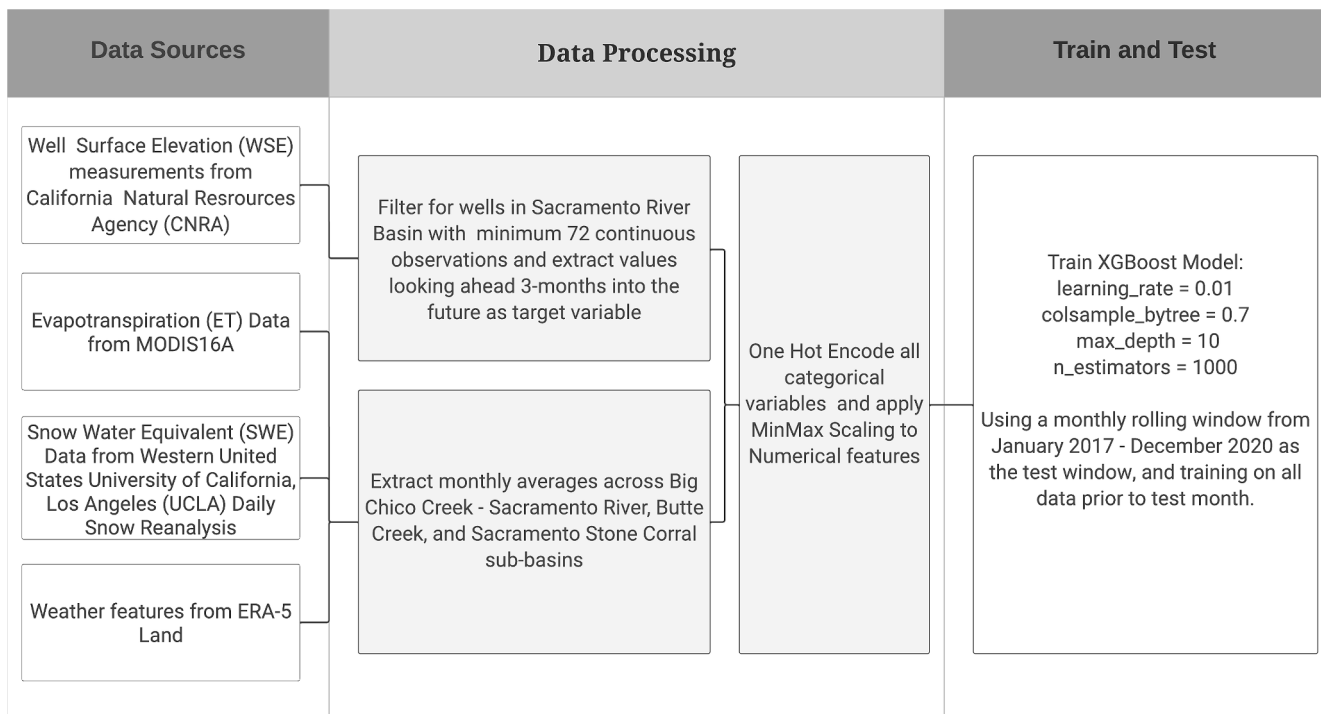 Data Sources
Data Processing
Train and Test
Well  Surface Elevation (WSE)
measurements from
California  Natural Resrources
Agency (CNRA)
Evapotranspiration (ET) Data
from MODIS16A
Snow Water Equivalent (SWE)
Data from Western United
States University of California,
Los Angeles (UCLA) Daily
Snow Reanalysis
Weather features from ERA-5
Land
Filter for wells in Sacramento River
Basin with  minimum 72 continuous
observations and extract values
looking ahead 3-months into the
future as target variable
Extract monthly averages across Big
Chico Creek - Sacramento River, Butte
Creek, and Sacramento Stone Corral
sub-basins
One Hot Encode all
categorical
variables  and apply
MinMax Scaling to
Numerical features
Train XGBoost Model:
learning_rate = 0.01
colsample_bytree = 0.7
max_depth = 10
n_estimators = 1000
Using a monthly rolling window from
January 2017 - December 2020 as
the test window, and training on all
data prior to test month.